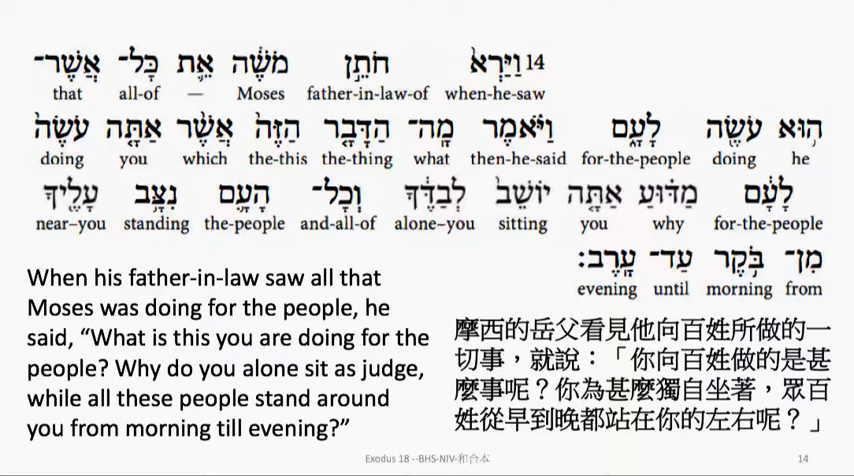 14 וַיַּרְא֙ חֹתֵ֣ן מֹשֶׁ֔ה אֵ֛ת כָּל־ אֲשֶׁר־
that all-of — Moses father-in-law-of when-he-saw
ה֥וּא עֹשֶׂ֖ה לָעָ֑ם וַיֹּ֗אמֶר מָֽה־ הַדָּבָ֤ר הַזֶּה֙ אֲשֶׁ֨ר אַתָּ֤ה עֹשֶׂה֙
doing you which the-this the-thing what then-he-said for-the-people doing he
לָעָ֔ם מַדּ֗וּעַ אַתָּ֤ה יוֹשֵׁב֙ לְבַדֶּ֔ךָ וְכָל־ הָעָ֛ם נִצָּ֥ב עָלֶ֖יךָ
near–you standing the-people and-all-of alone–you sitting you why for-the-people
מִן־ בֹּ֥קֶר עַד־ עָֽרֶב׃
evening until morning from
When his father-in-law saw all that
Moses was doing for the people, he
said, “What is this you are doing for the
people? Why do you alone sit as judge,
while all these people stand around
you from morning till evening?”
摩西的岳父看見他向百姓所做的一
切事，就說：「你向百姓做的是甚
麼事呢？你為甚麼獨自坐著，眾百
姓從早到晚都站在你的左右呢？」
Exodus 18 --BHS-NIV-和合本
14